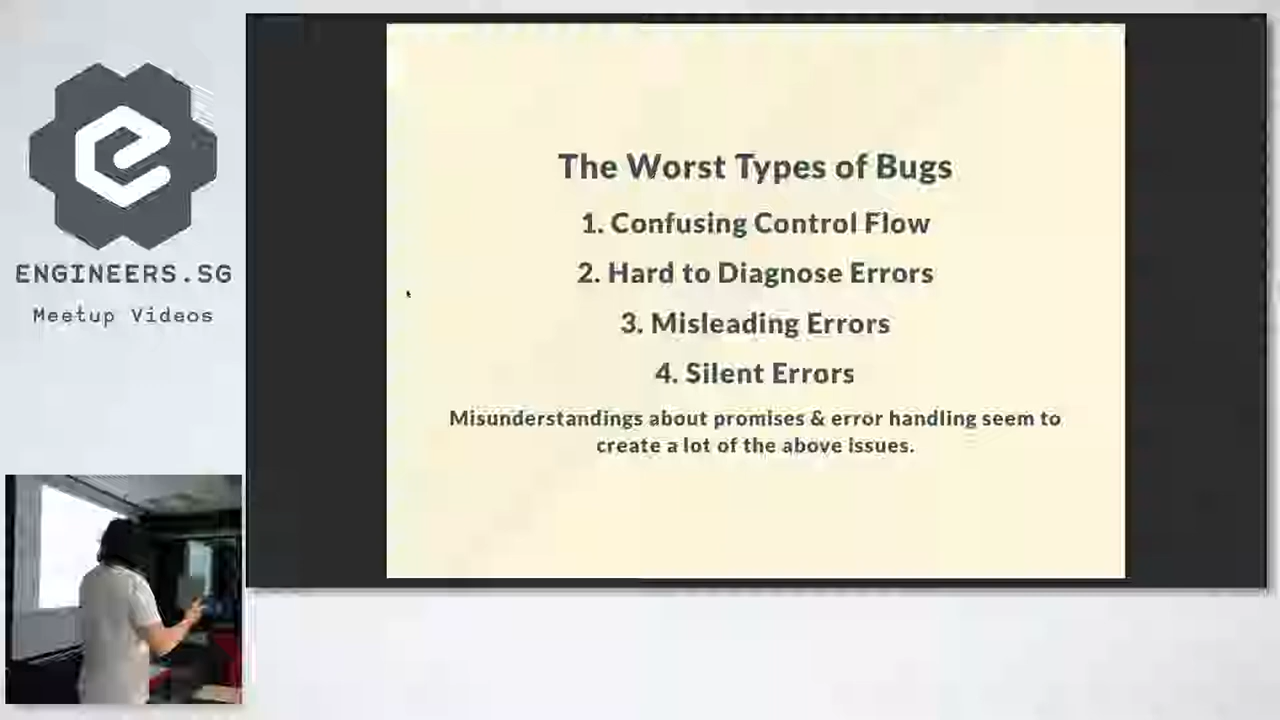 ENGINEERS.SG
Meetup Videos
The Worst Types of Bugs
1. Confusing Control Flow
2. Hard to Diagnose Errors
3. Misleading Errors
4. Silent Errors
Misunderstandings about promises & error handling seem to
create a lot of the above issues.